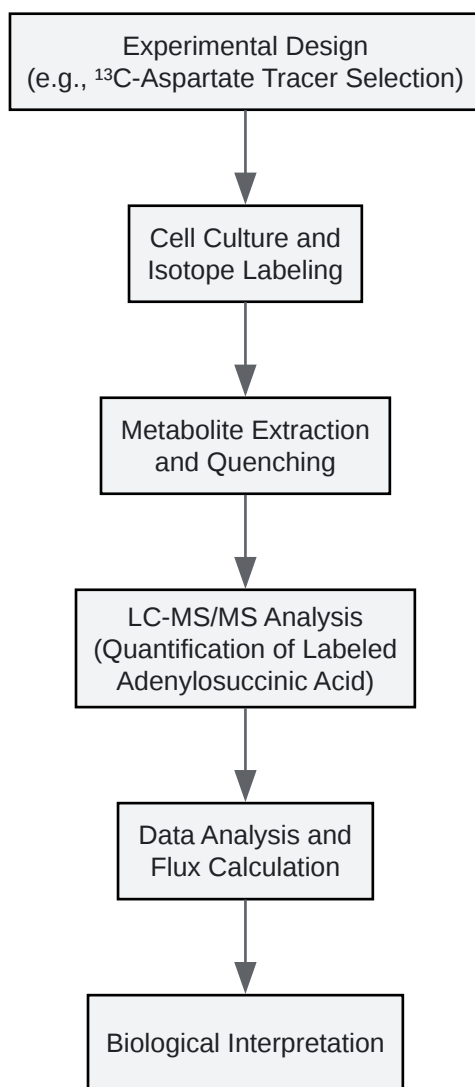 Experimental Design
(e.g., ¹³C-Aspartate Tracer Selection)
Cell Culture and
Isotope Labeling
Metabolite Extraction
and Quenching
LC-MS/MS Analysis
(Quantification of Labeled
Adenylosuccinic Acid)
Data Analysis and
Flux Calculation
Biological Interpretation